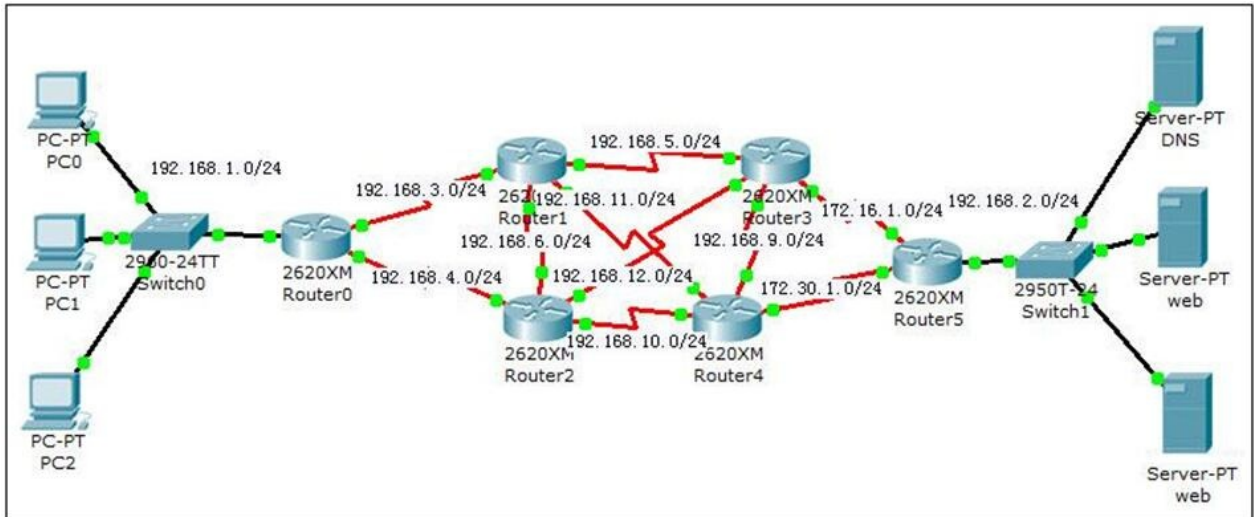 PC-PT
PC0
192.168.1.0/24
PC-PT
PC1
2960-24TT
Switch0
PC-PT
PC2
2620XM
Router0
192.168.3.0/24
192.168.4.0/24
Router1
192.168.5.0/24
192.168.11.0/24
192.168.6.0/24
192.168.12.0/24
2620XM
Router2
192.168.10.0/24
2620XM
Router3
192.168.9.0/24
2620XM
Router4
172.16.1.0/24
172.30.1.0/24
2620XM
Router5
192.168.2.0/24
2950T-24
Switch1
Server-PT
DNS
Server-PT
web
Server-PT
web